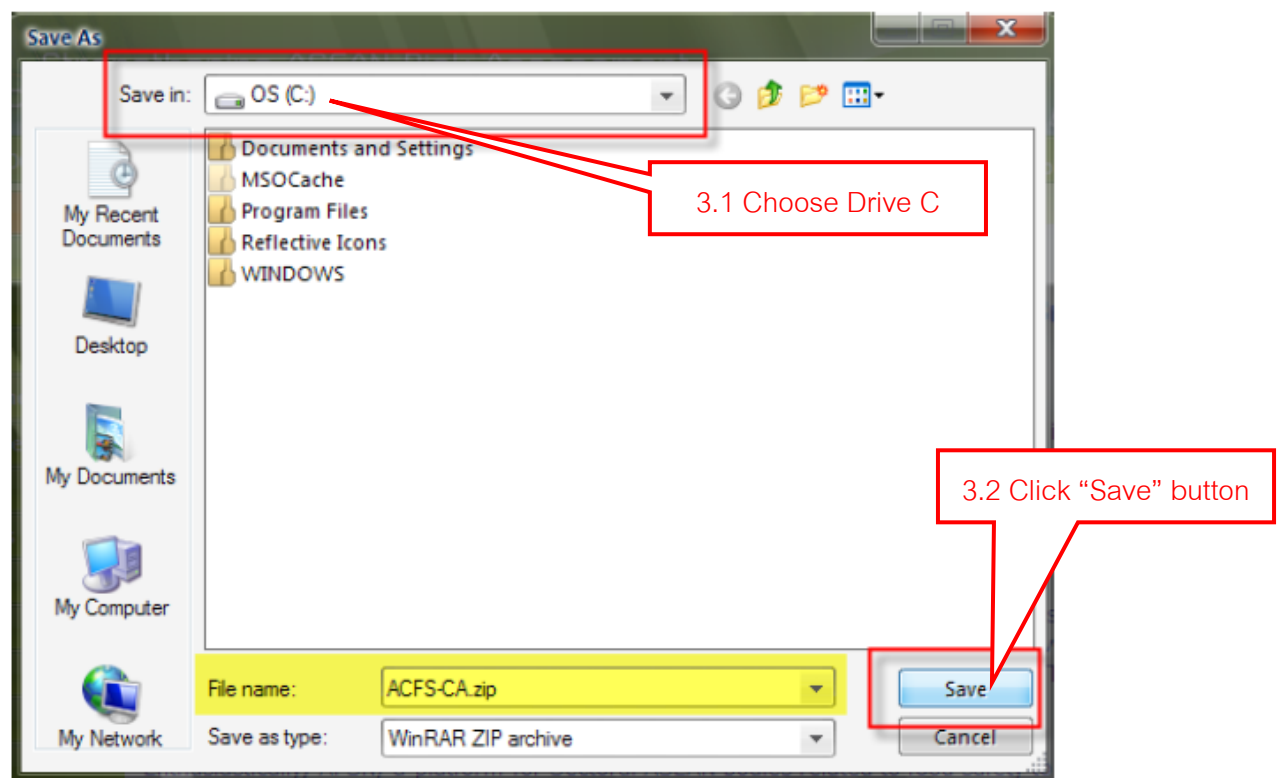 Save As
Save in: OS (C:)
Documents and Settings
MSOCache
Program Files
Reflective Icons
WINDOWS
3.1 Choose Drive C
My Recent
Documents
Desktop
My Documents
My Computer
My Network
3.2 Click “Save” button
File name: ACFS-CA.zip
Save
Save as type: WinRAR ZIP archive
Cancel